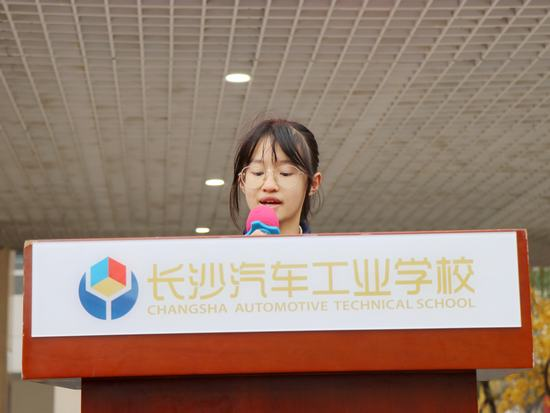 长沙汽车工业学校
CHANGSHA AUTOMOTIVE TECHNICAL SCHOOL